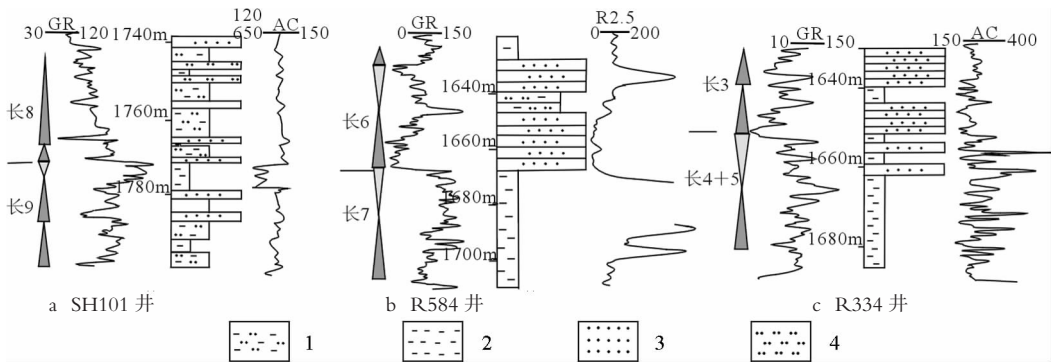 GR
30 120
1740m
1760m
1780m
120
650 AC 150
长8
长9
a SH101 井
GR
0 150
1640m
1660m
1680m
1700m
R2.5
0 200
长6
长7
b R584 井
GR
10 150
1640m
1660m
1680m
AC
150 400
长3
长4+5
c R334 井
1 2 3 4